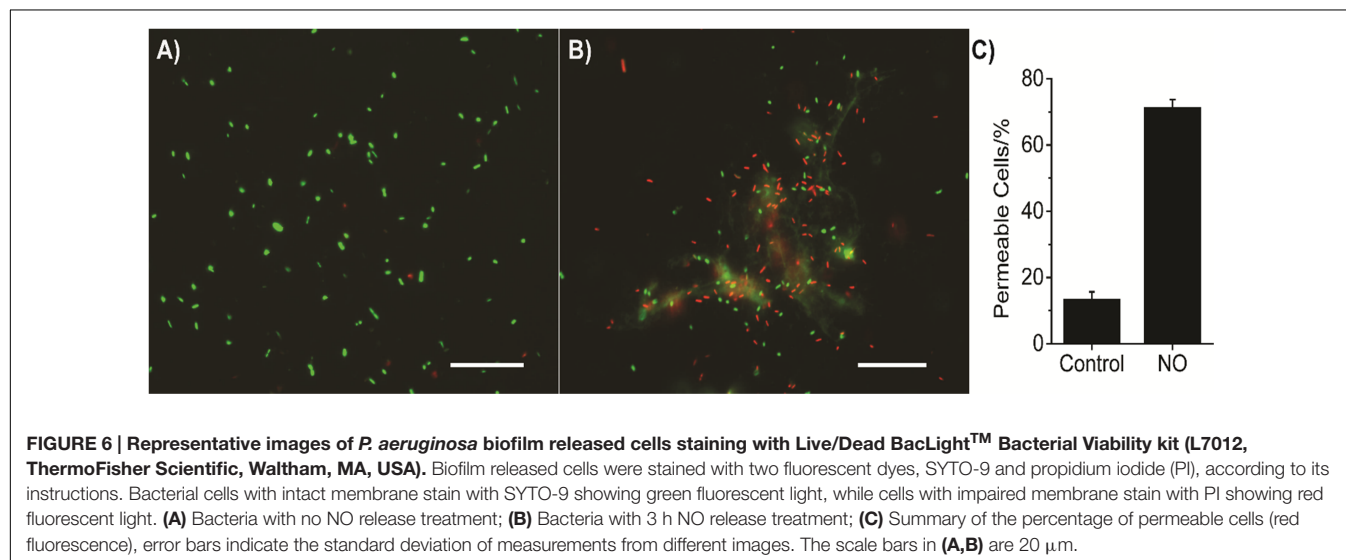 A)
B)
C)
80
60
40
20
0
Permeable Cells/%
Control
NO
FIGURE 6 | Representative images of P. aeruginosa biofilm released cells staining with Live/Dead BacLight™ Bacterial Viability kit (L7012,
ThermoFisher Scientific, Waltham, MA, USA). Biofilm released cells were stained with two fluorescent dyes, SYTO-9 and propidium iodide (PI), according to its
instructions. Bacterial cells with intact membrane stain with SYTO-9 showing green fluorescent light, while cells with impaired membrane stain with PI showing red
fluorescent light. (A) Bacteria with no NO release treatment; (B) Bacteria with 3 h NO release treatment; (C) Summary of the percentage of permeable cells (red
fluorescence), error bars indicate the standard deviation of measurements from different images. The scale bars in (A,B) are 20 μm.